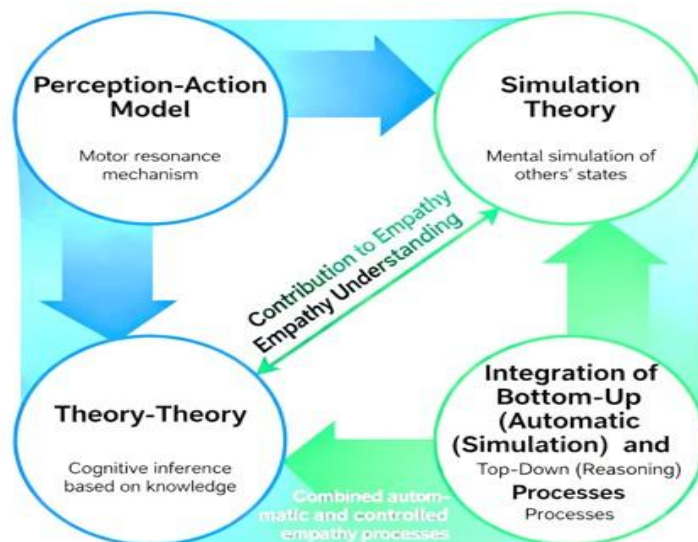 Perception-Action
Model
Motor resonance
mechanism
Simulation
Theory
Mental simulation of
others' states
Contribution to Empathy
Empathy Understanding
Theory-Theory
Cognitive inference
based on knowledge
Integration of
Bottom-Up
(Automatic
(Simulation) and
Top-Down (Reasoning)
Processes
Processes
Combined autom-
matic and controlled
empathy processes